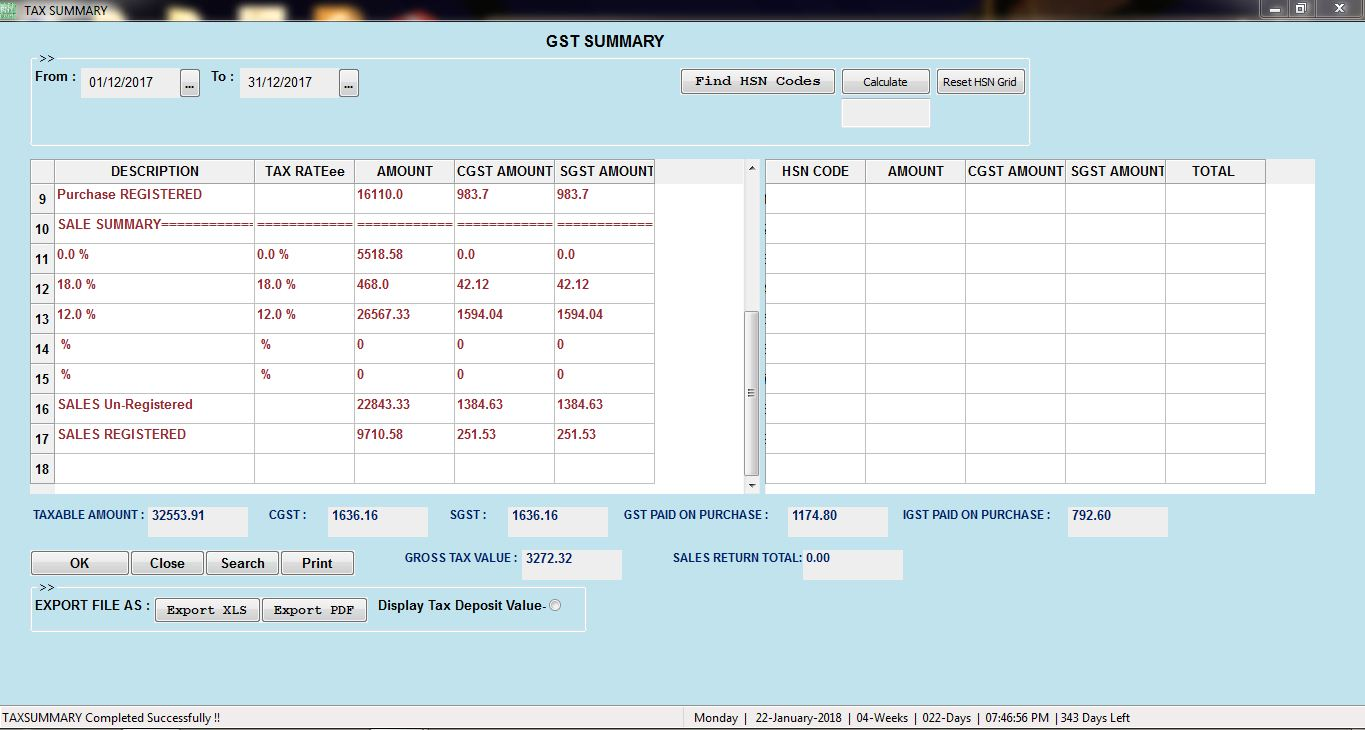 TAX SUMMARY
GST SUMMARY
>>
From : 01/12/2017 ... To : 31/12/2017 ... Find HSN Codes Calculate Reset HSN Grid
DESCRIPTION TAX RATEee AMOUNT CGST AMOUNT SGST AMOUNT HSN CODE AMOUNT CGST AMOUNT SGST AMOUNT TOTAL
9 Purchase REGISTERED 16110.0 983.7 983.7
10 SALE SUMMARY============ ============ ============ ============ ============
11 0.0 % 0.0 % 5518.58 0.0 0.0
12 18.0 % 18.0 % 468.0 42.12 42.12
13 12.0 % 12.0 % 26567.33 1594.04 1594.04
14 % % 0 0 0
15 % % 0 0 0
16 SALES Un-Registered 22843.33 1384.63 1384.63
17 SALES REGISTERED 9710.58 251.53 251.53
18
TAXABLE AMOUNT : 32553.91 CGST : 1636.16 SGST : 1636.16 GST PAID ON PURCHASE : 1174.80 IGST PAID ON PURCHASE : 792.60
OK Close Search Print GROSS TAX VALUE : 3272.32 SALES RETURN TOTAL: 0.00
>>
EXPORT FILE AS : Export XLS Export PDF Display Tax Deposit Value-
TAXSUMMARY Completed Successfully !! Monday | 22-January-2018 | 04-Weeks | 022-Days | 07:46:56 PM | 343 Days Left